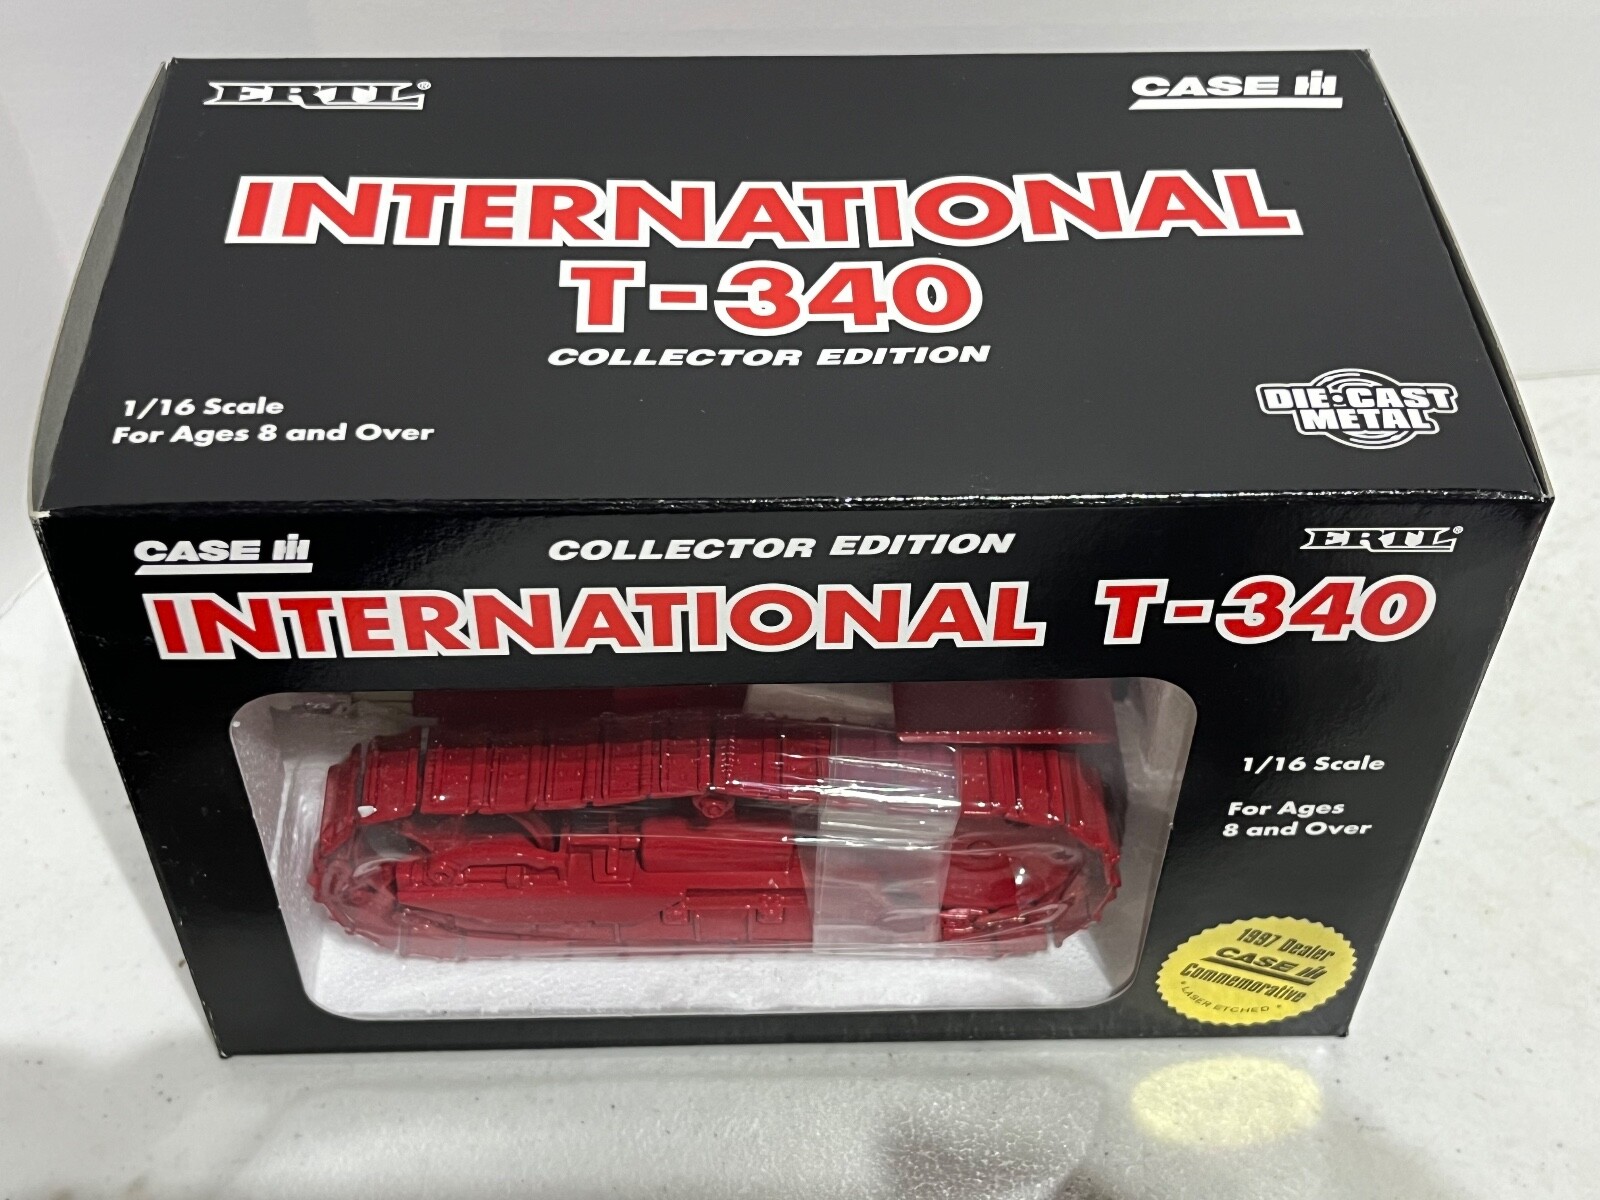 ERTL®
CASE IH
INTERNATIONAL
T-340
COLLECTOR EDITION
1/16 Scale
For Ages 8 and Over
DIE-CAST
METAL
CASE IH
COLLECTOR EDITION
ERTL®
INTERNATIONAL T-340
1/16 Scale
For Ages
8 and Over
1997 Dealer
CASE IH
Commemorative
• LASER ETCHED •